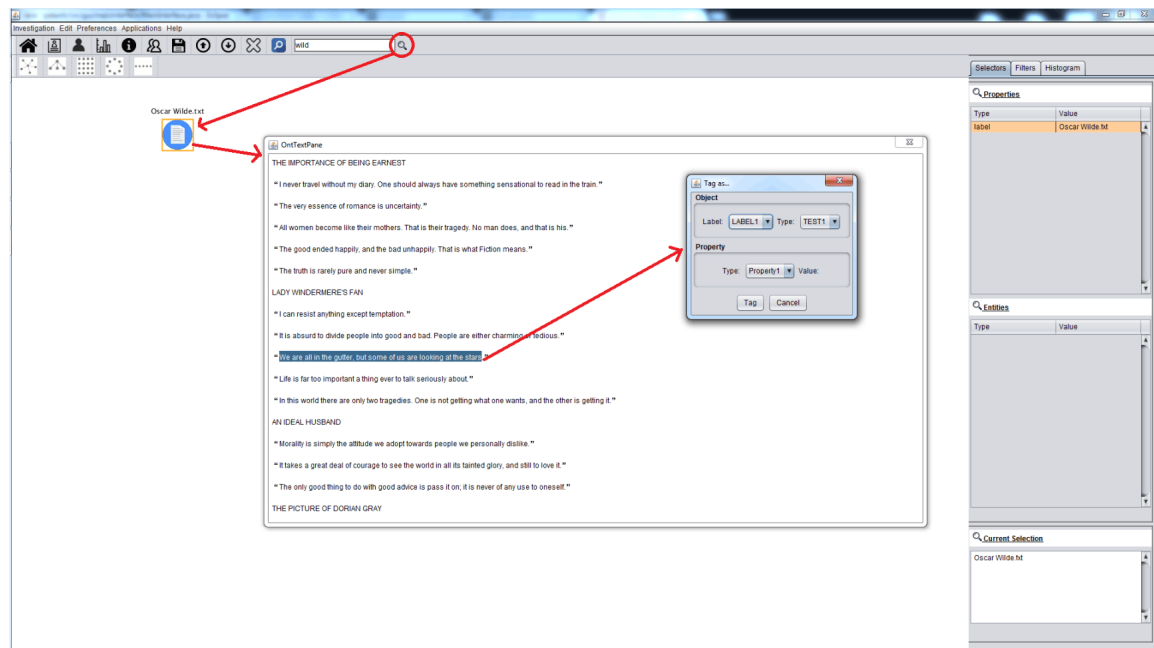 Investigation Edit Preferences Applications Help
wild
Selectors Filters Histogram
Properties
Type Value
label Oscar Wilde.txt
Oscar Wilde.txt
OntTextPane
THE IMPORTANCE OF BEING EARNEST
"I never travel without my diary. One should always have something sensational to read in the train."
"The very essence of romance is uncertainty."
"All women become like their mothers. That is their tragedy. No man does, and that is his."
"The good ended happily, and the bad unhappily. That is what Fiction means."
"The truth is rarely pure and never simple."
LADY WINDERMERE'S FAN
"I can resist anything except temptation."
"It is absurd to divide people into good and bad. People are either charming or tedious."
"We are all in the gutter, but some of us are looking at the stars."
"Life is far too important a thing ever to talk seriously about."
"In this world there are only two tragedies. One is not getting what one wants, and the other is getting it."
AN IDEAL HUSBAND
"Morality is simply the attitude we adopt towards people we personally dislike."
"It takes a great deal of courage to see the world in all its tainted glory, and still to love it."
"The only good thing to do with good advice is pass it on; it is never of any use to oneself."
THE PICTURE OF DORIAN GRAY
Tag as...
Object
Label: LABEL1 Type: TEST1
Property
Type: Property1 Value:
Tag Cancel
Entities
Type Value
Current Selection
Oscar Wilde.txt